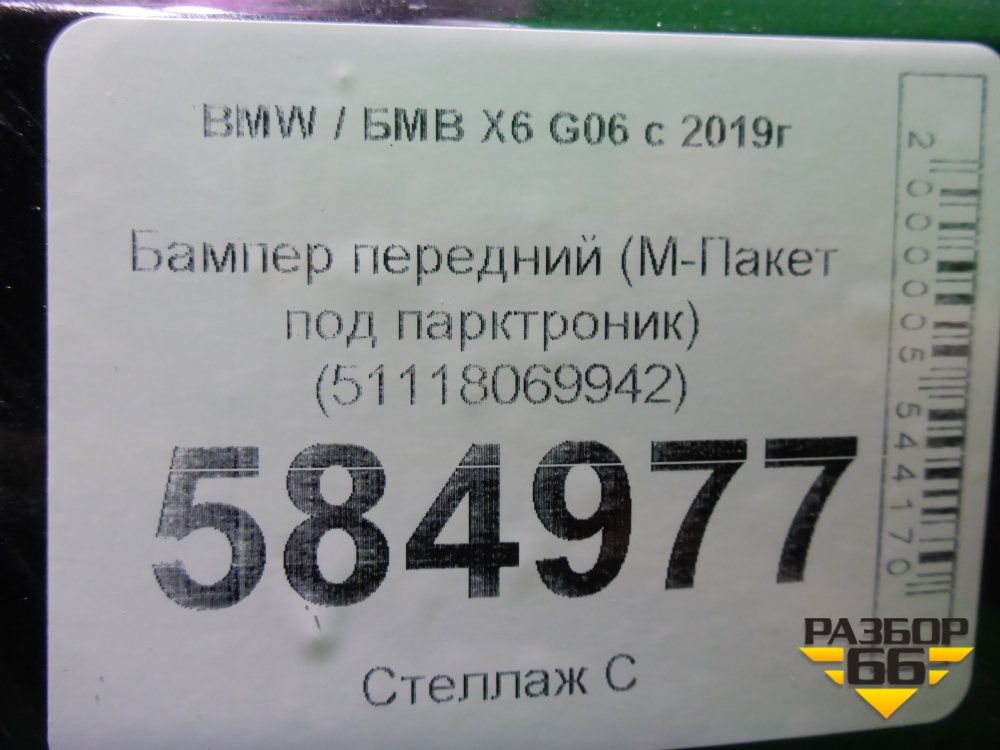 BMW / БМВ X6 G06 с 2019г
Бампер передний (М-Пакет
под парктроник)
(51118069942)
584977
Стеллаж С
2000005544170
РАЗБОР
66